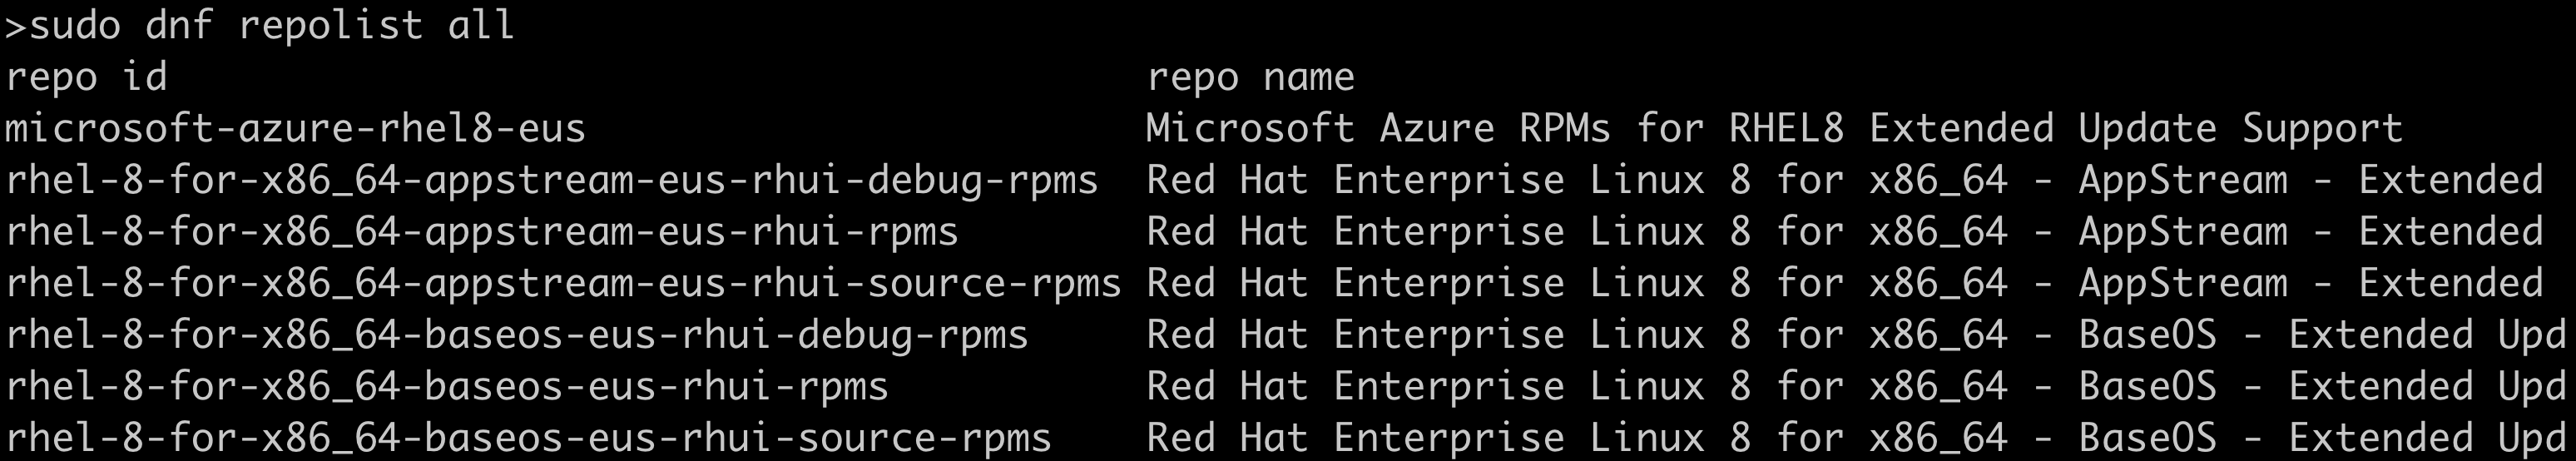 >sudo dnf repolist all
repo id repo name
microsoft-azure-rhel8-eus Microsoft Azure RPMs for RHEL8 Extended Update Support
rhel-8-for-x86_64-appstream-eus-rhui-debug-rpms Red Hat Enterprise Linux 8 for x86_64 - AppStream - Extended
rhel-8-for-x86_64-appstream-eus-rhui-rpms Red Hat Enterprise Linux 8 for x86_64 - AppStream - Extended
rhel-8-for-x86_64-appstream-eus-rhui-source-rpms Red Hat Enterprise Linux 8 for x86_64 - AppStream - Extended
rhel-8-for-x86_64-baseos-eus-rhui-debug-rpms Red Hat Enterprise Linux 8 for x86_64 - BaseOS - Extended Upd
rhel-8-for-x86_64-baseos-eus-rhui-rpms Red Hat Enterprise Linux 8 for x86_64 - BaseOS - Extended Upd
rhel-8-for-x86_64-baseos-eus-rhui-source-rpms Red Hat Enterprise Linux 8 for x86_64 - BaseOS - Extended Upd